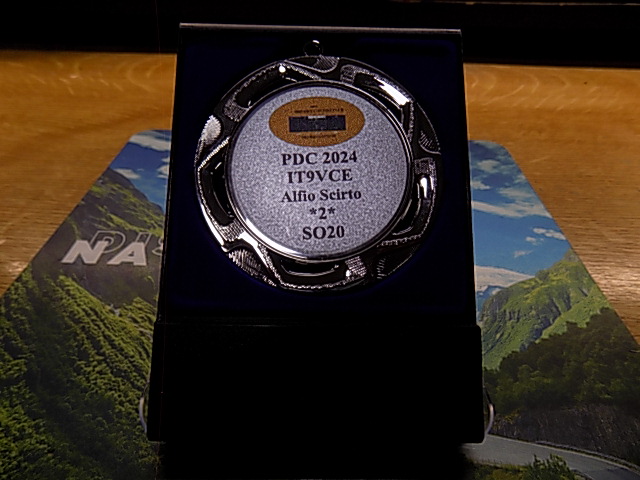 PDC 2024
IT9VCE
Alfio Scirto
*2*
SO20